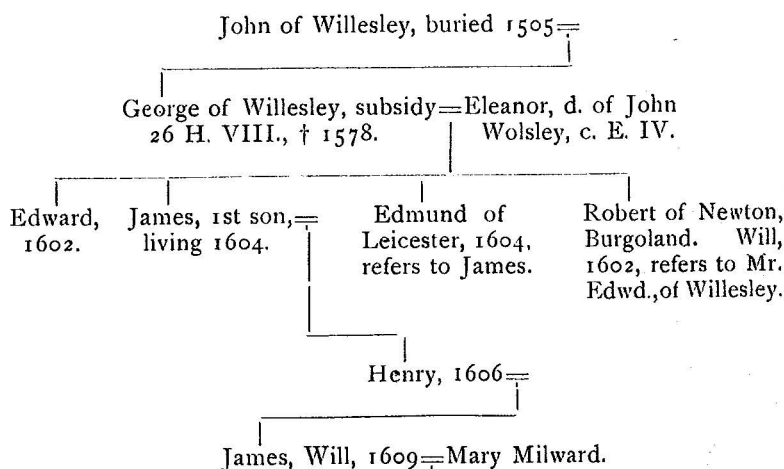 John of Willesley, buried 1505=
George of Willesley, subsidy=Eleanor, d. of John
26 H. VIII., † 1578. Wolsley, c. E. IV.
Edward,
1602.
James, 1st son,=
living 1604.
Edmund of
Leicester, 1604,
refers to James.
Robert of Newton,
Burgoland. Will,
1602, refers to Mr.
Edwd., of Willesley.
Henry, 1606=
James, Will, 1609=Mary Milward.